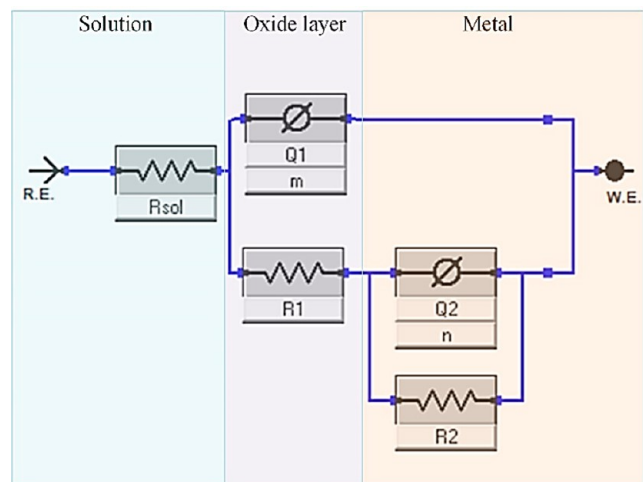 Solution
Oxide layer
Metal
R.E.
Rsol
Q1
m
R1
Q2
n
R2
W.E.